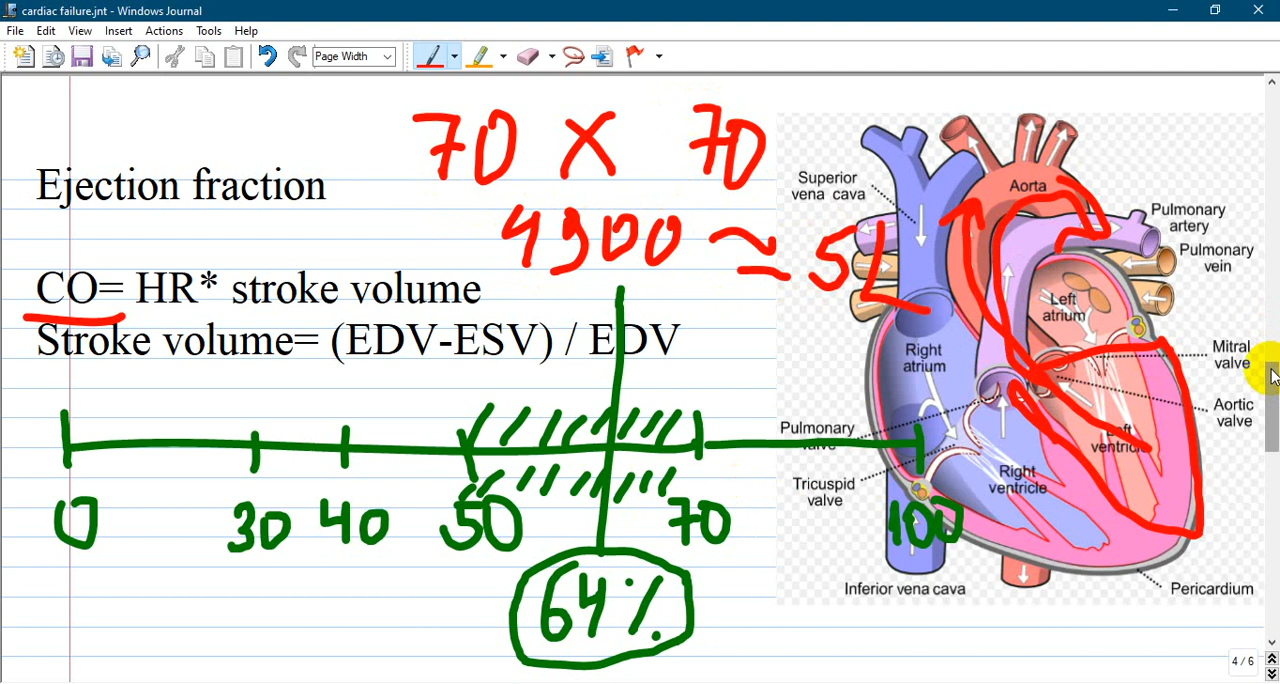 cardiac failure.jnt - Windows Journal
File Edit View Insert Actions Tools Help
Page Width
70 X 70
4900 ≃ 5L
Ejection fraction
CO= HR* stroke volume
Stroke volume= (EDV-ESV) / EDV
0 30 40 50 70 100
64%
Superior
vena cava
Aorta
Pulmonary
artery
Pulmonary
vein
Left
atrium
Right
atrium
Mitral
valve
Aortic
valve
Pulmonary
valve
Left
ventricle
Tricuspid
valve
Right
ventricle
Inferior vena cava
Pericardium
4 / 6